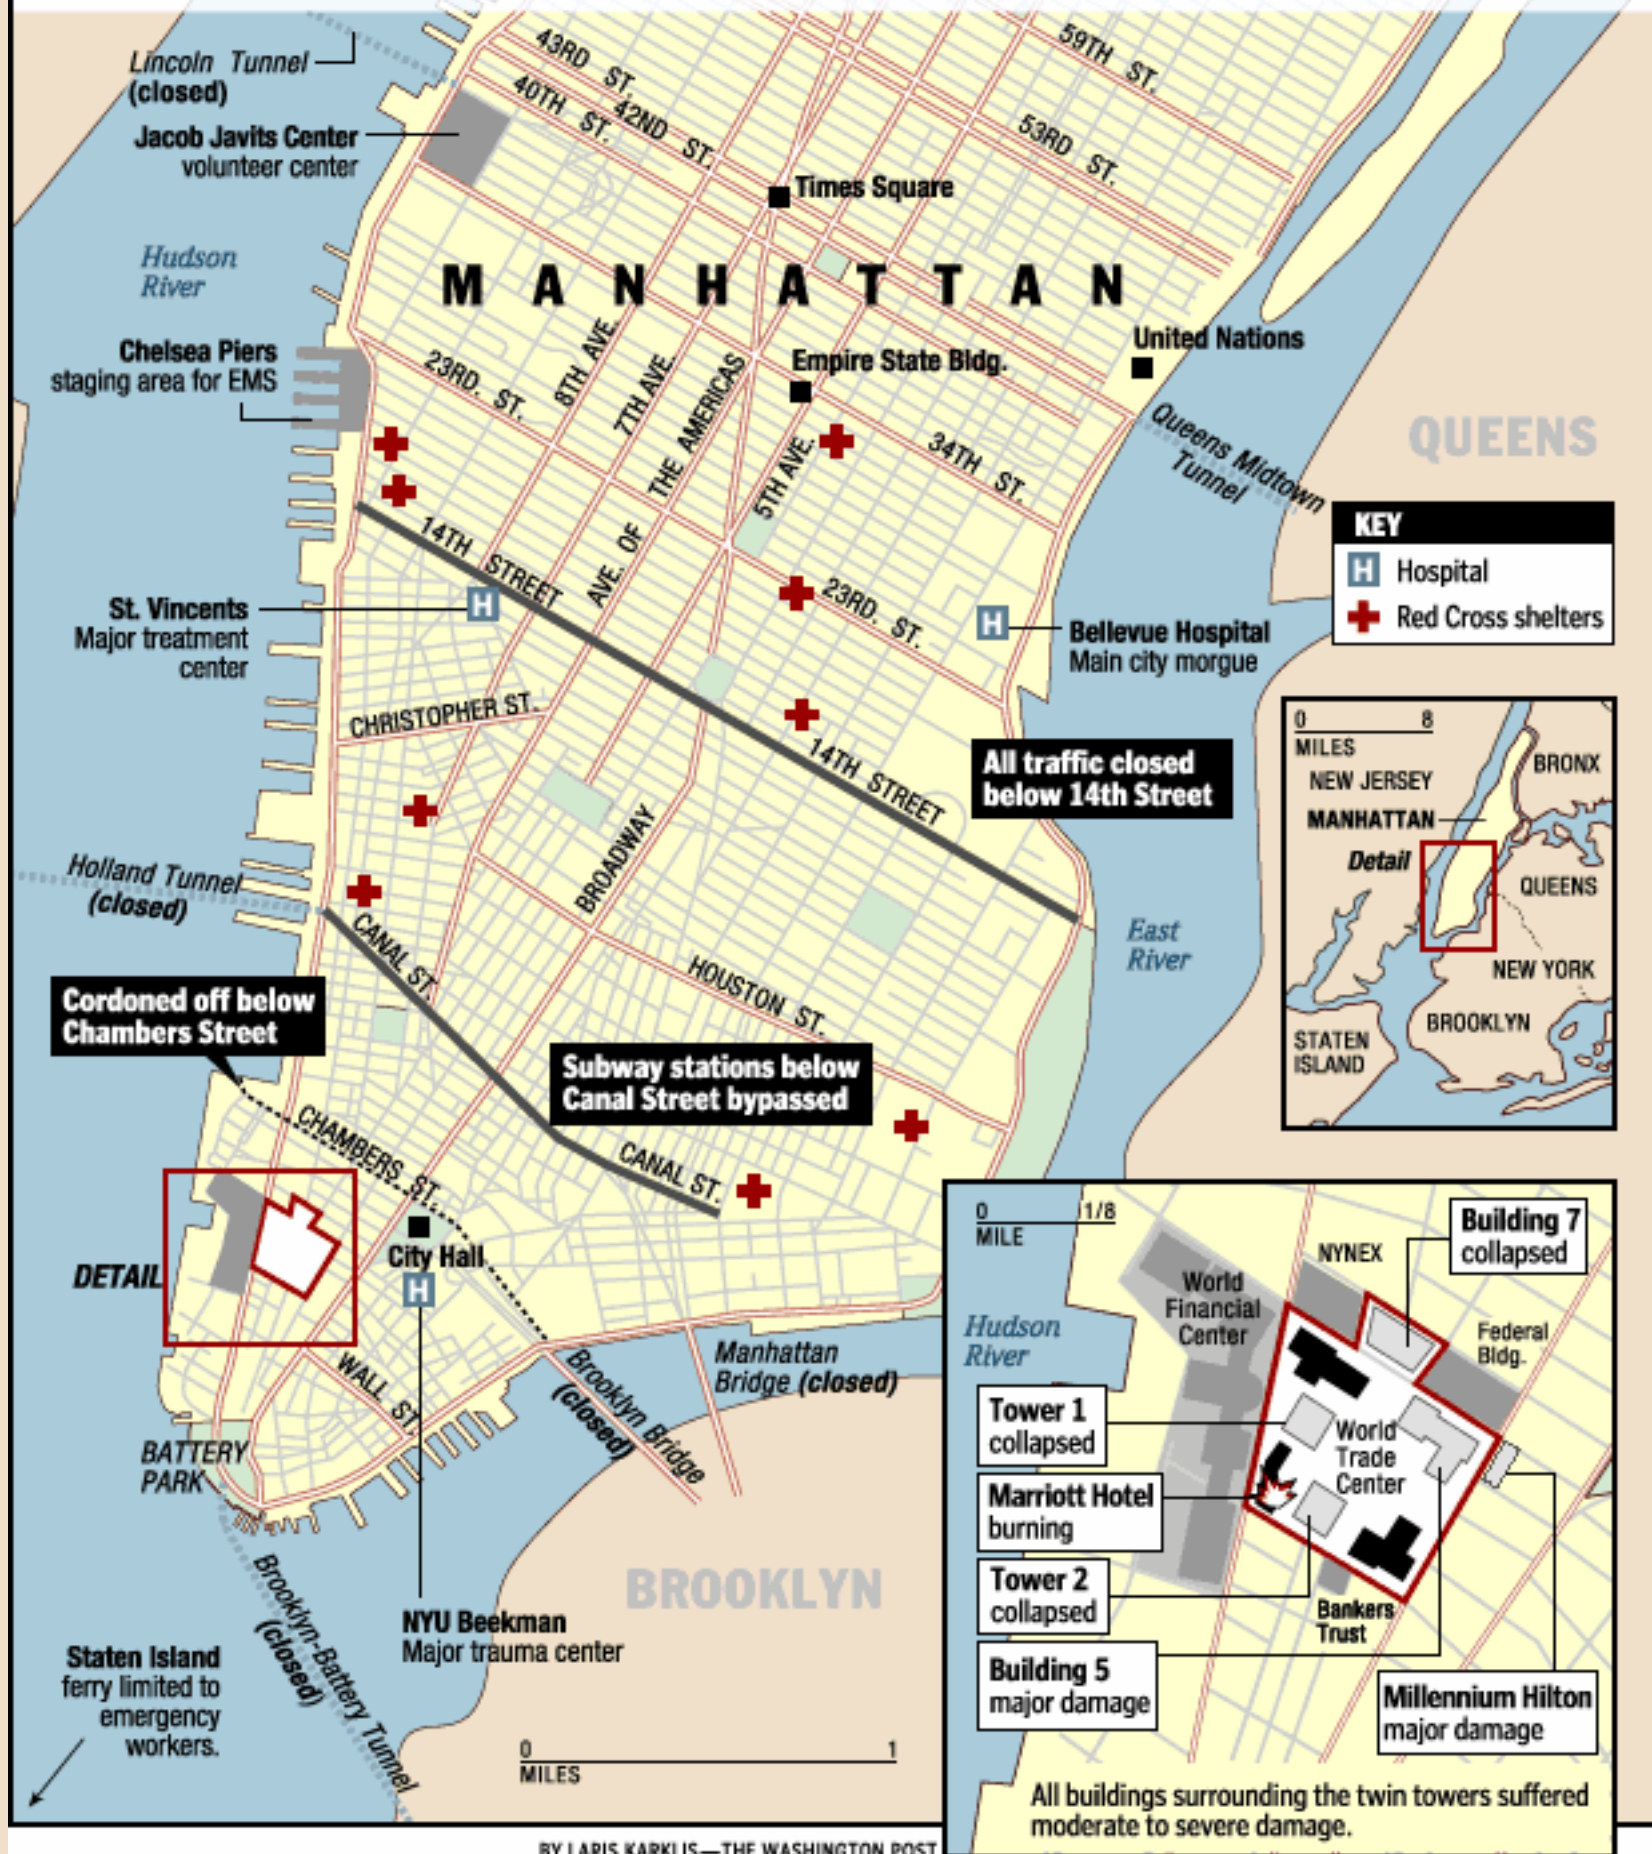 Lincoln Tunnel
(closed)
Jacob Javits Center
volunteer center
43RD ST.
40TH ST.
42ND ST.
59TH ST.
53RD ST.
Times Square
Hudson
River
MANHATTAN
United Nations
Chelsea Piers
staging area for EMS
23RD. ST.
8TH AVE.
7TH AVE.
AVE. OF THE AMERICAS
Empire State Bldg.
5TH AVE.
34TH ST.
Queens Midtown
Tunnel
QUEENS
KEY
H Hospital
Red Cross shelters
14TH STREET
H
St. Vincents
Major treatment
center
23RD. ST.
H
Bellevue Hospital
Main city morgue
CHRISTOPHER ST.
14TH STREET
All traffic closed
below 14th Street
0 8
MILES
NEW JERSEY
BRONX
MANHATTAN
Detail
QUEENS
NEW YORK
BROOKLYN
STATEN
ISLAND
BROADWAY
Holland Tunnel
(closed)
CANAL ST.
East
River
HOUSTON ST.
Cordoned off below
Chambers Street
Subway stations below
Canal Street bypassed
CHAMBERS ST.
CANAL ST.
DETAIL
City Hall
H
WALL ST.
Manhattan
Bridge (closed)
Brooklyn Bridge
(closed)
BATTERY
PARK
BROOKLYN
Brooklyn-Battery Tunnel
(closed)
NYU Beekman
Major trauma center
Staten Island
ferry limited to
emergency
workers.
0 1
MILES
0 1/8
MILE
Building 7
collapsed
NYNEX
World
Financial
Center
Hudson
River
Federal
Bldg.
Tower 1
collapsed
World
Trade
Center
Marriott Hotel
burning
Tower 2
collapsed
Bankers
Trust
Building 5
major damage
Millennium Hilton
major damage
All buildings surrounding the twin towers suffered
moderate to severe damage.
BY LARIS KARKLIS—THE WASHINGTON POST